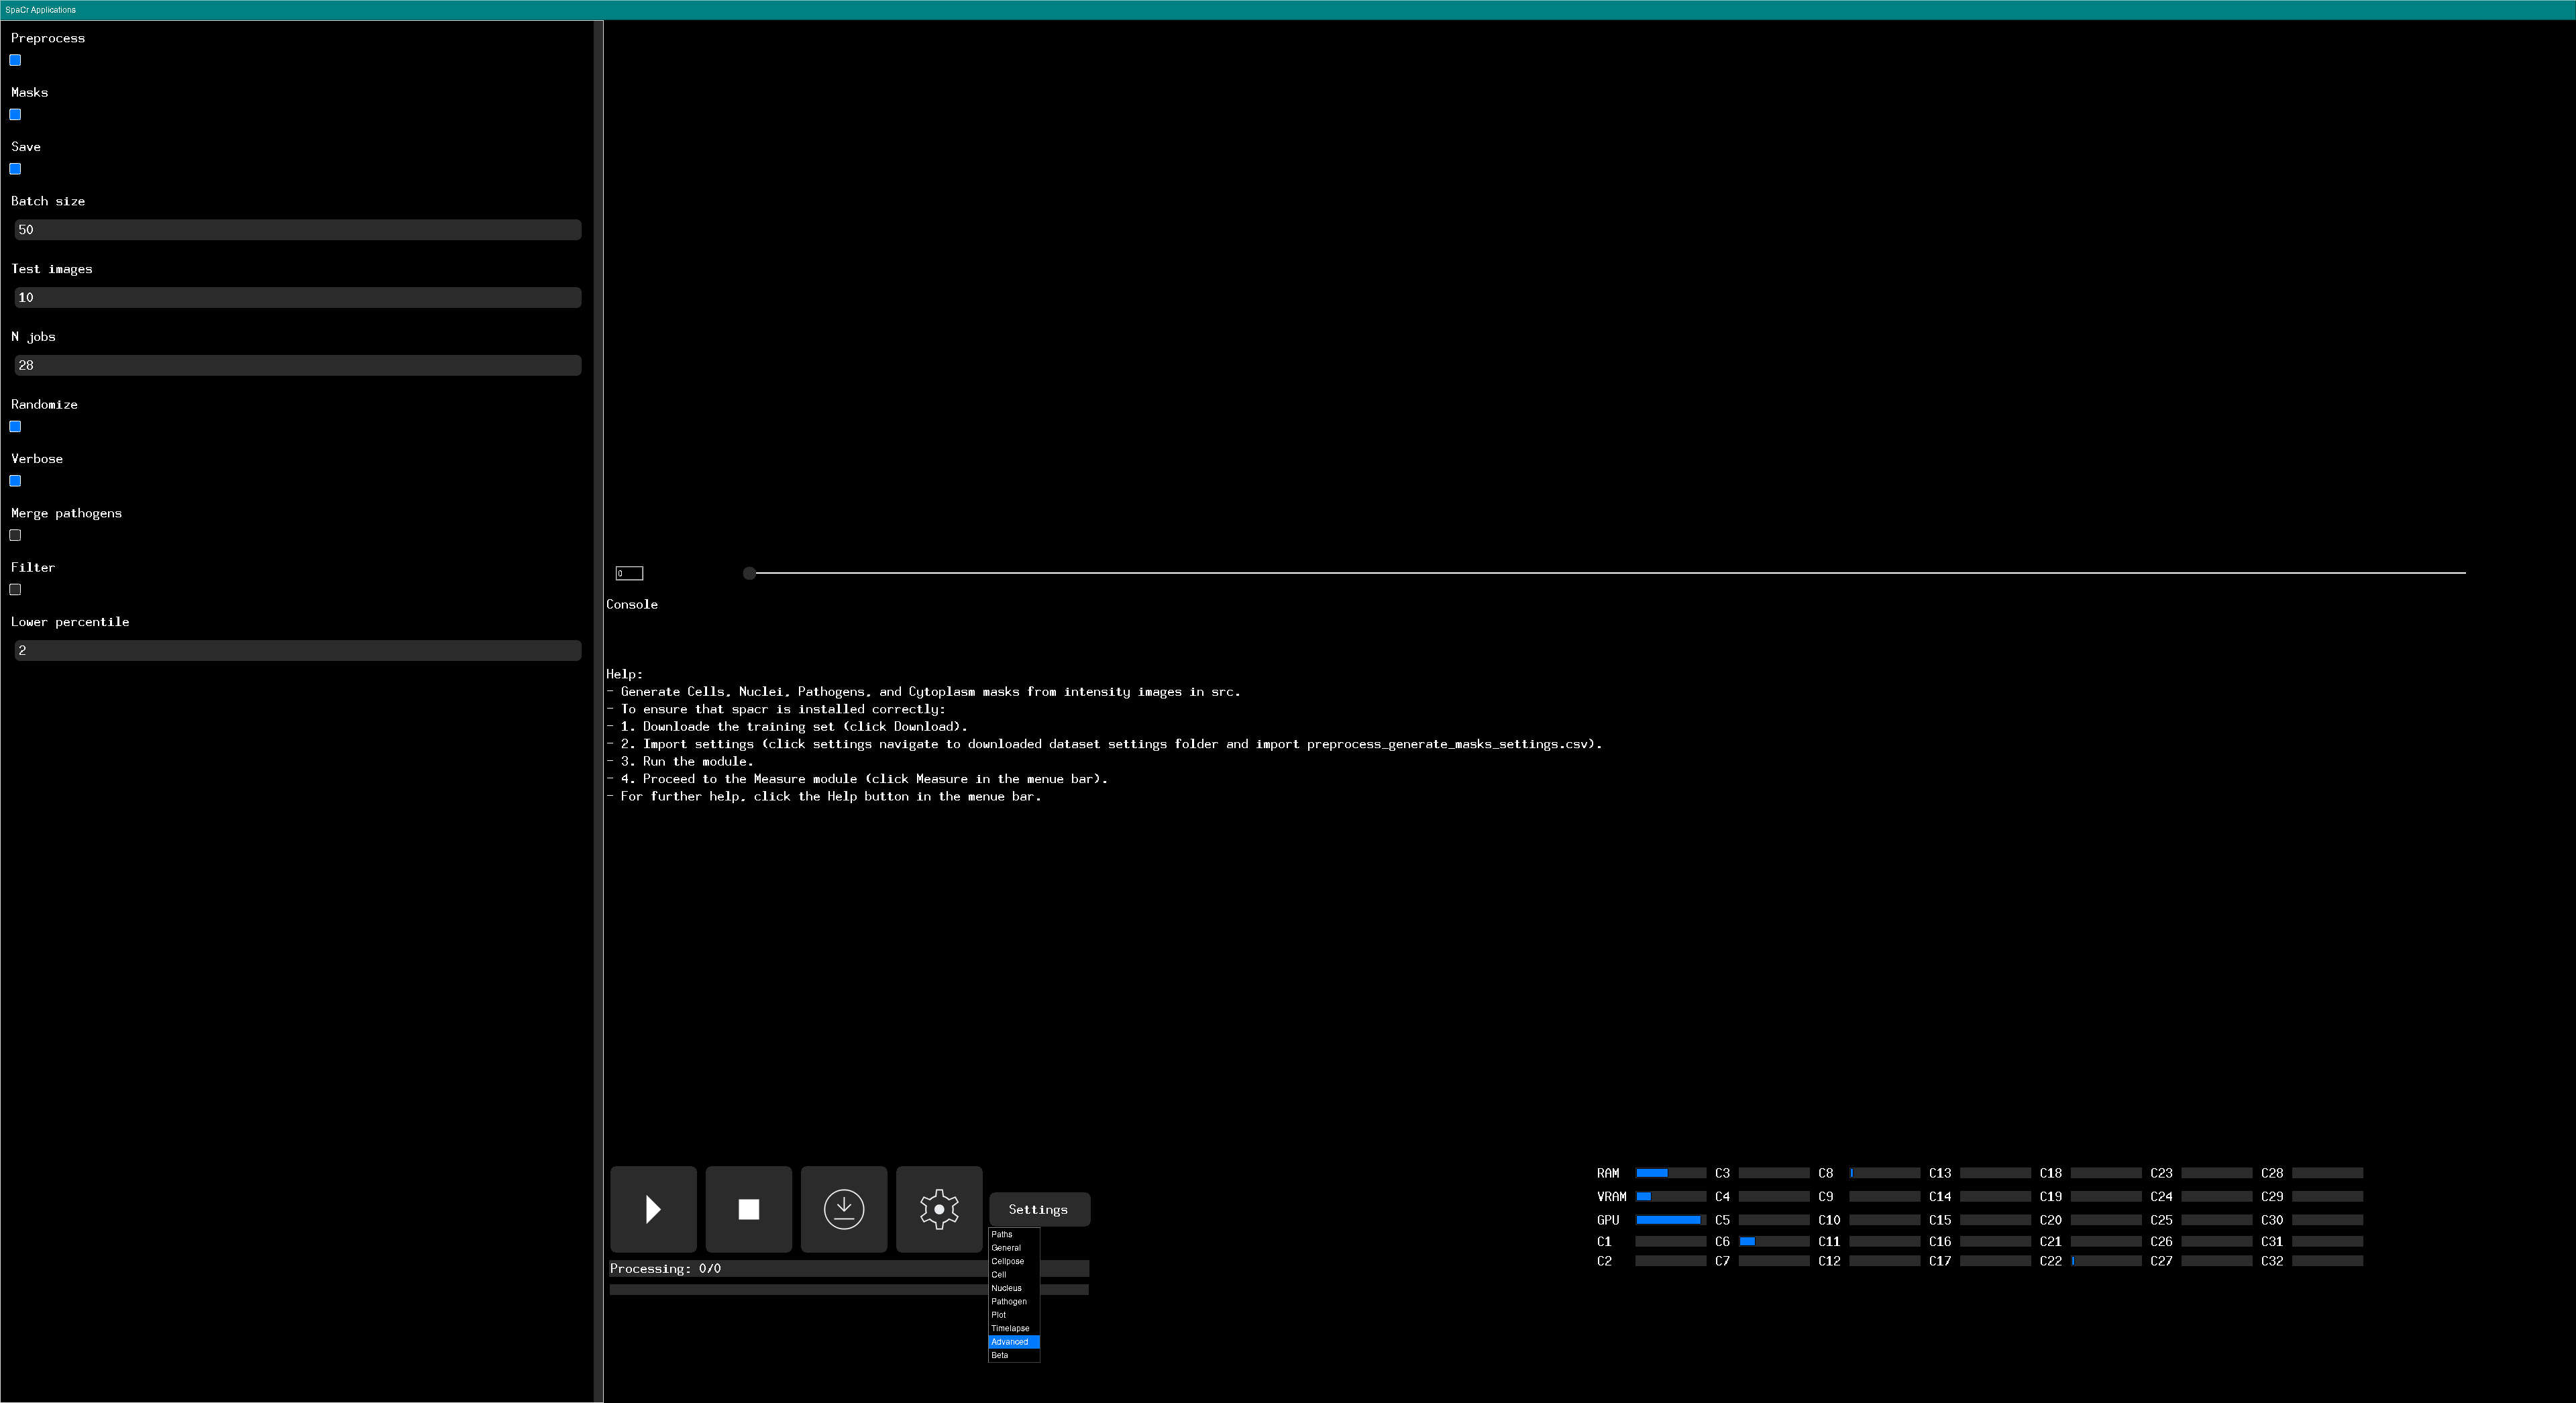 SpaCr Applications
Preprocess
Masks
Save
Batch size
50
Test images
10
N jobs
28
Randomize
Verbose
Merge pathogens
Filter
Lower percentile
2
0
Console
Help:
- Generate Cells, Nuclei, Pathogens, and Cytoplasm masks from intensity images in src.
- To ensure that spacr is installed correctly:
- 1. Downloade the training set (click Download).
- 2. Import settings (click settings navigate to downloaded dataset settings folder and import preprocess_generate_masks_settings.csv).
- 3. Run the module.
- 4. Proceed to the Measure module (click Measure in the menue bar).
- For further help, click the Help button in the menue bar.
Settings
Paths
General
Cellpose
Cell
Nucleus
Pathogen
Plot
Timelapse
Advanced
Beta
Processing: 0/0
RAM C3 C8 C13 C18 C23 C28
VRAM C4 C9 C14 C19 C24 C29
GPU C5 C10 C15 C20 C25 C30
C1 C6 C11 C16 C21 C26 C31
C2 C7 C12 C17 C22 C27 C32